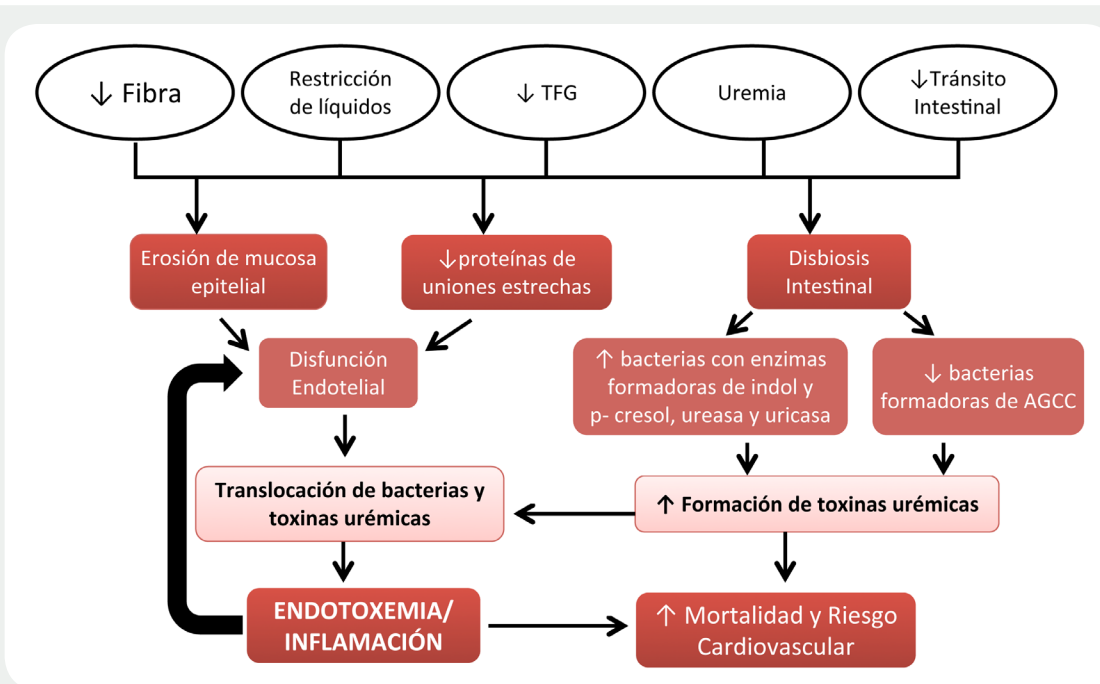 ↓ Fibra
Restricción
de líquidos
↓ TFG
Uremia
↓Tránsito
Intestinal
Erosión de mucosa
epitelial
↓proteínas de
uniones estrechas
Disbiosis
Intestinal
Disfunción
Endotelial
↑ bacterias con enzimas
formadoras de indol y
p- cresol, ureasa y uricasa
↓ bacterias
formadoras de AGCC
Translocación de bacterias y
toxinas urémicas
↑ Formación de toxinas urémicas
ENDOTOXEMIA/
INFLAMACIÓN
↑ Mortalidad y Riesgo
Cardiovascular